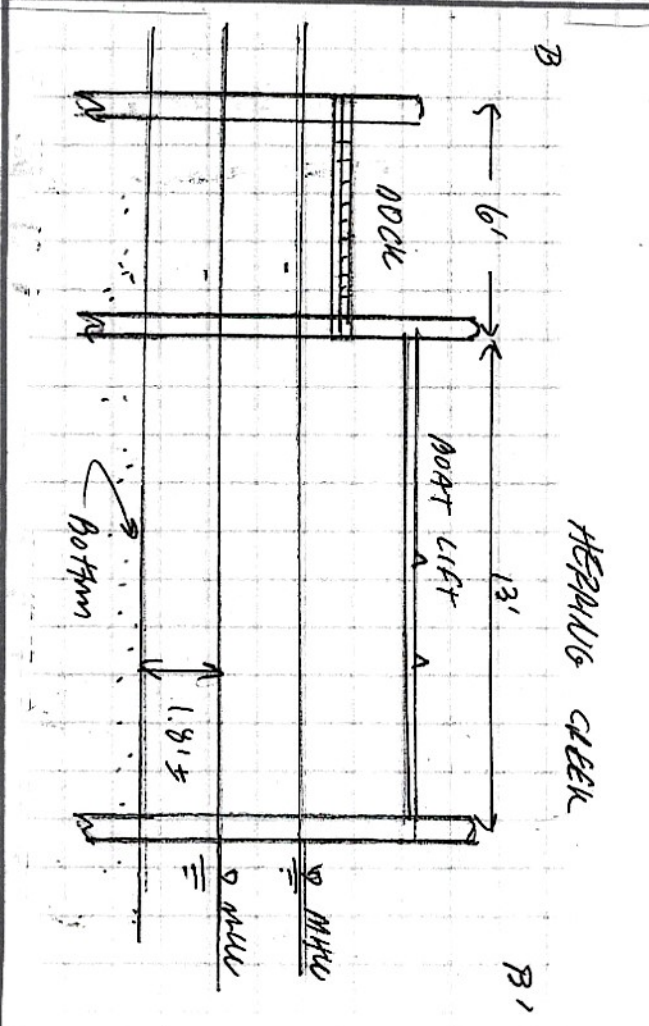 HERRING CREEK
B
B'
6'
13'
DOCK
BOAT LIFT
MHW
MLW
1.8'±
Bottom